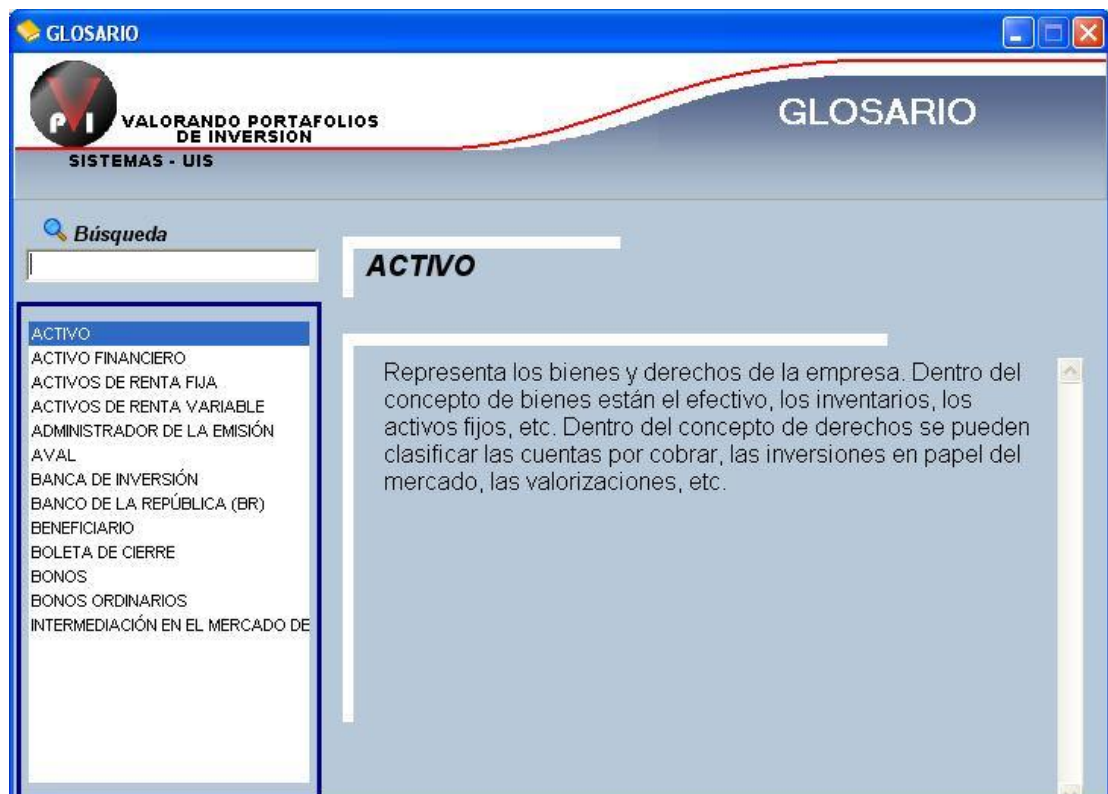 GLOSARIO
PVI
VALORANDO PORTAFOLIOS
DE INVERSION
SISTEMAS - UIS
GLOSARIO
Búsqueda
ACTIVO
ACTIVO FINANCIERO
ACTIVOS DE RENTA FIJA
ACTIVOS DE RENTA VARIABLE
ADMINISTRADOR DE LA EMISIÓN
AVAL
BANCA DE INVERSIÓN
BANCO DE LA REPÚBLICA (BR)
BENEFICIARIO
BOLETA DE CIERRE
BONOS
BONOS ORDINARIOS
INTERMEDIACIÓN EN EL MERCADO DE
ACTIVO
Representa los bienes y derechos de la empresa. Dentro del
concepto de bienes están el efectivo, los inventarios, los
activos fijos, etc. Dentro del concepto de derechos se pueden
clasificar las cuentas por cobrar, las inversiones en papel del
mercado, las valorizaciones, etc.